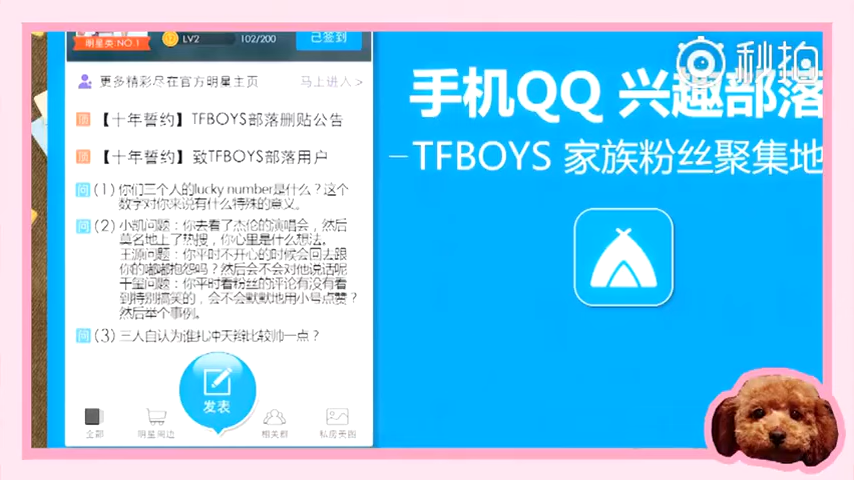 秒拍
明星类 NO.1
LV2
102/200
已签到
更多精彩尽在官方明星主页
马上进入>
顶 【十年誓约】TFBOYS部落删贴公告
顶 【十年誓约】致TFBOYS部落用户
问 (1) 你们三个人的lucky number是什么？这个
数字对你来说有什么特殊的意义。
问 (2) 小凯问题：你去看了杰伦的演唱会，然后
莫名地上了热搜，你心里是什么想法。
王源问题：你平时不开心的时候会回去跟
你的嘟嘟抱怨吗？然后会不会对他说话呢
千玺问题：你平时看粉丝的评论有没有看
到特别搞笑的，会不会默默地用小号点赞？
然后举个事例。
问 (3) 三人自认为谁扎冲天辫比较帅一点？
发表
全部
明星周边
相关群
私房美图
手机QQ 兴趣部落
—TFBOYS 家族粉丝聚集地